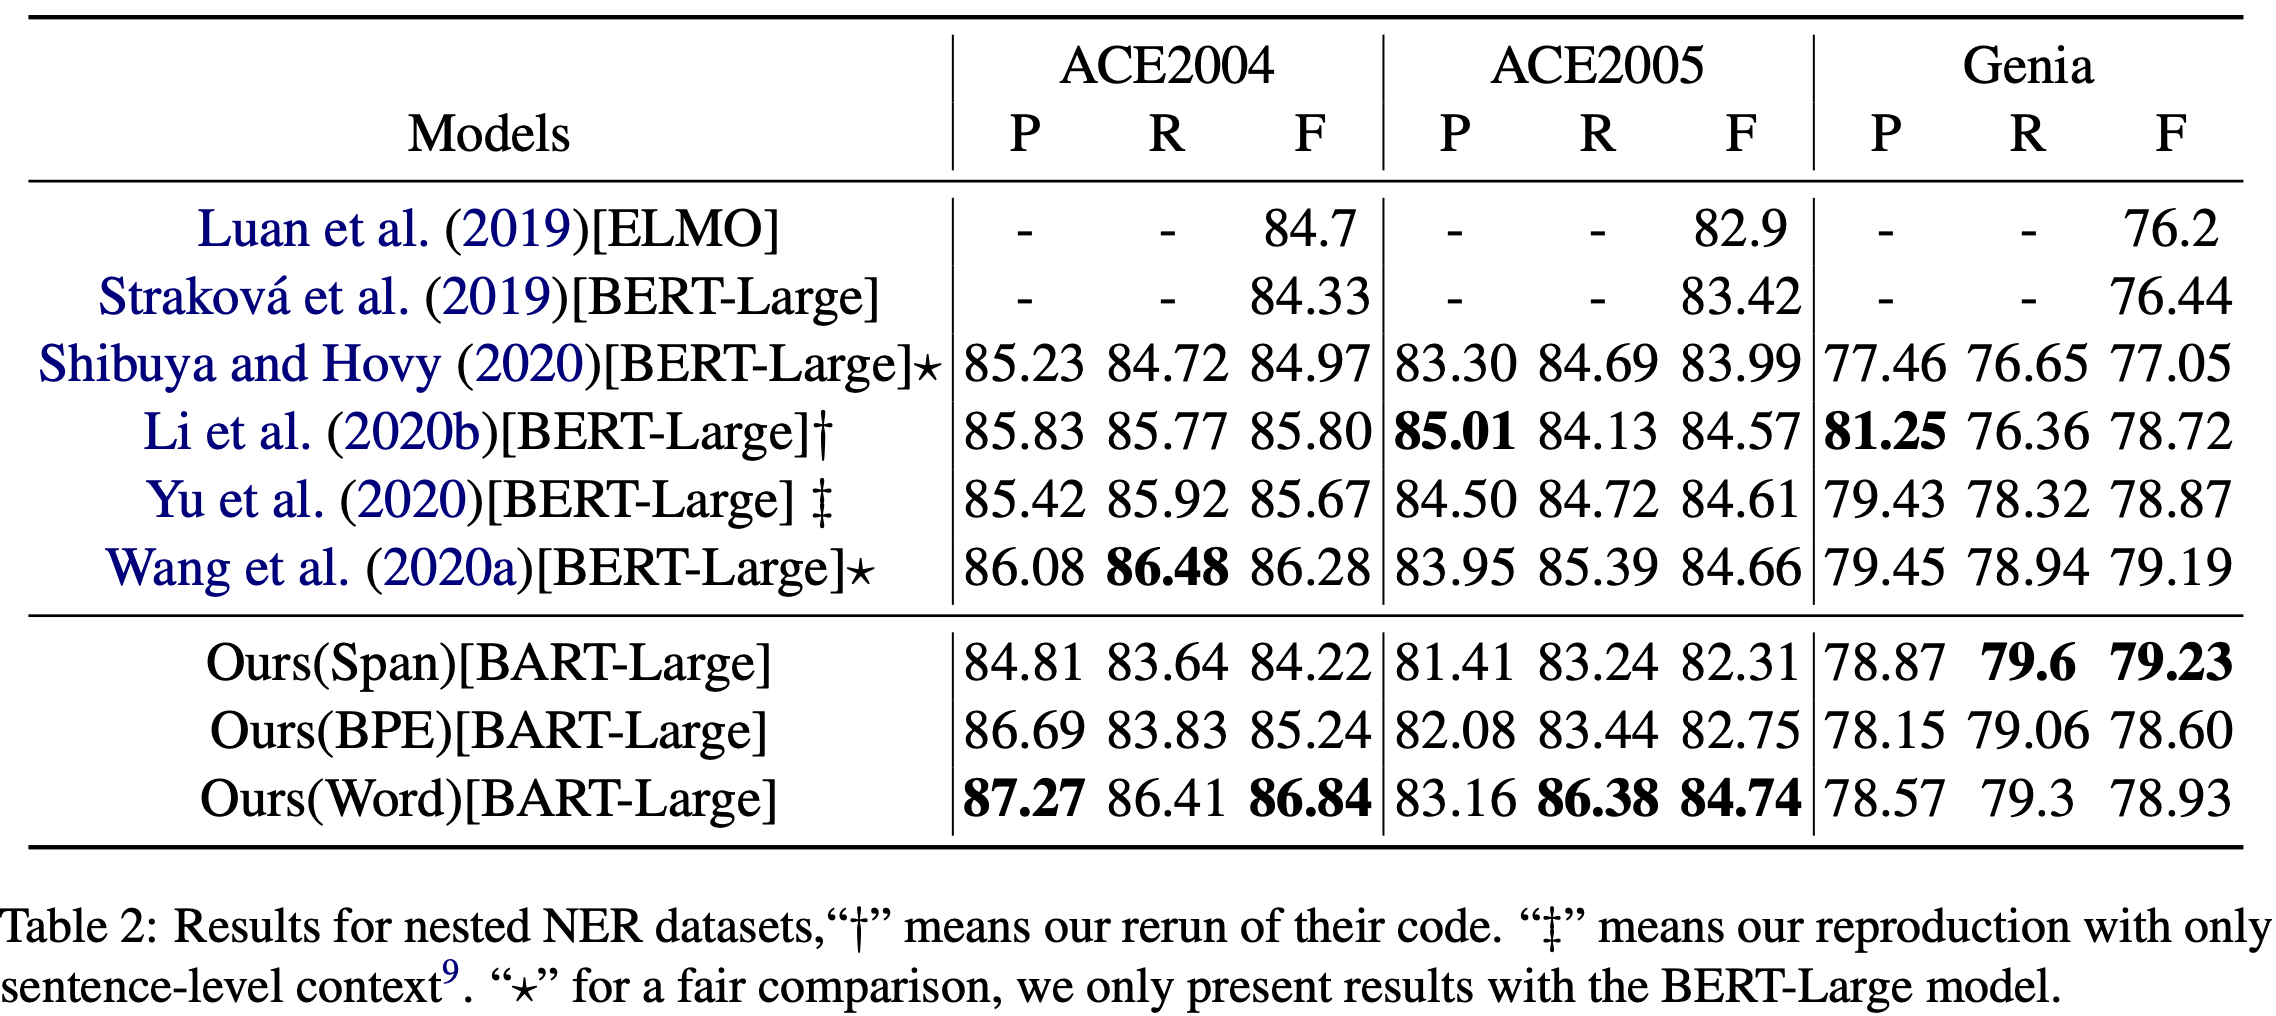 ACE2004 ACE2005 Genia
Models P R F P R F P R F
Luan et al. (2019)[ELMO] - - 84.7 - - 82.9 - - 76.2
Straková et al. (2019)[BERT-Large] - - 84.33 - - 83.42 - - 76.44
Shibuya and Hovy (2020)[BERT-Large]⋆ 85.23 84.72 84.97 83.30 84.69 83.99 77.46 76.65 77.05
Li et al. (2020b)[BERT-Large]† 85.83 85.77 85.80 85.01 84.13 84.57 81.25 76.36 78.72
Yu et al. (2020)[BERT-Large] ‡ 85.42 85.92 85.67 84.50 84.72 84.61 79.43 78.32 78.87
Wang et al. (2020a)[BERT-Large]⋆ 86.08 86.48 86.28 83.95 85.39 84.66 79.45 78.94 79.19
Ours(Span)[BART-Large] 84.81 83.64 84.22 81.41 83.24 82.31 78.87 79.6 79.23
Ours(BPE)[BART-Large] 86.69 83.83 85.24 82.08 83.44 82.75 78.15 79.06 78.60
Ours(Word)[BART-Large] 87.27 86.41 86.84 83.16 86.38 84.74 78.57 79.3 78.93
Table 2: Results for nested NER datasets,“†” means our rerun of their code. “‡” means our reproduction with only
sentence-level context9. “⋆” for a fair comparison, we only present results with the BERT-Large model.